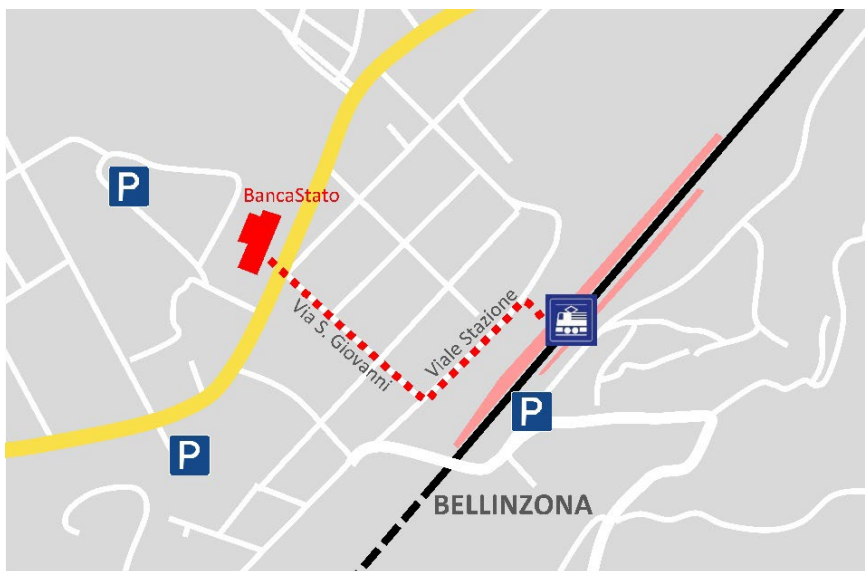 P
BancaStato
Via S. Giovanni
Viale Stazione
P
P
BELLINZONA